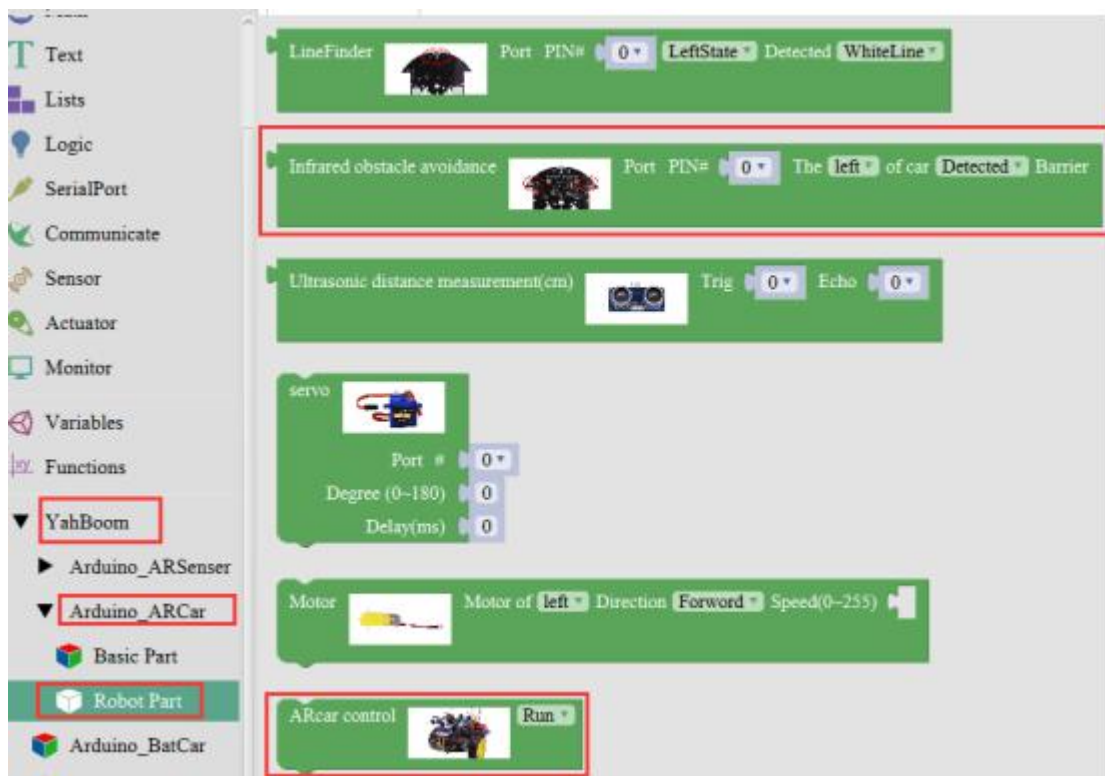 Text
Lists
Logic
SerialPort
Communicate
Sensor
Actuator
Monitor
Variables
Functions
YahBoom
Arduino_ARSenser
Arduino_ARCar
Basic Part
Robot Part
Arduino_BatCar
LineFinder Port PIN# 0 LeftState Detected WhiteLine
Infrared obstacle avoidance Port PIN# 0 The left of car Detected Barrier
Ultrasonic distance measurement(cm) Trig 0 Echo 0
servo
Port # 0
Degree (0~180) 0
Delay(ms) 0
Motor Motor of left Direction Forword Speed(0~255)
ARcar control Run